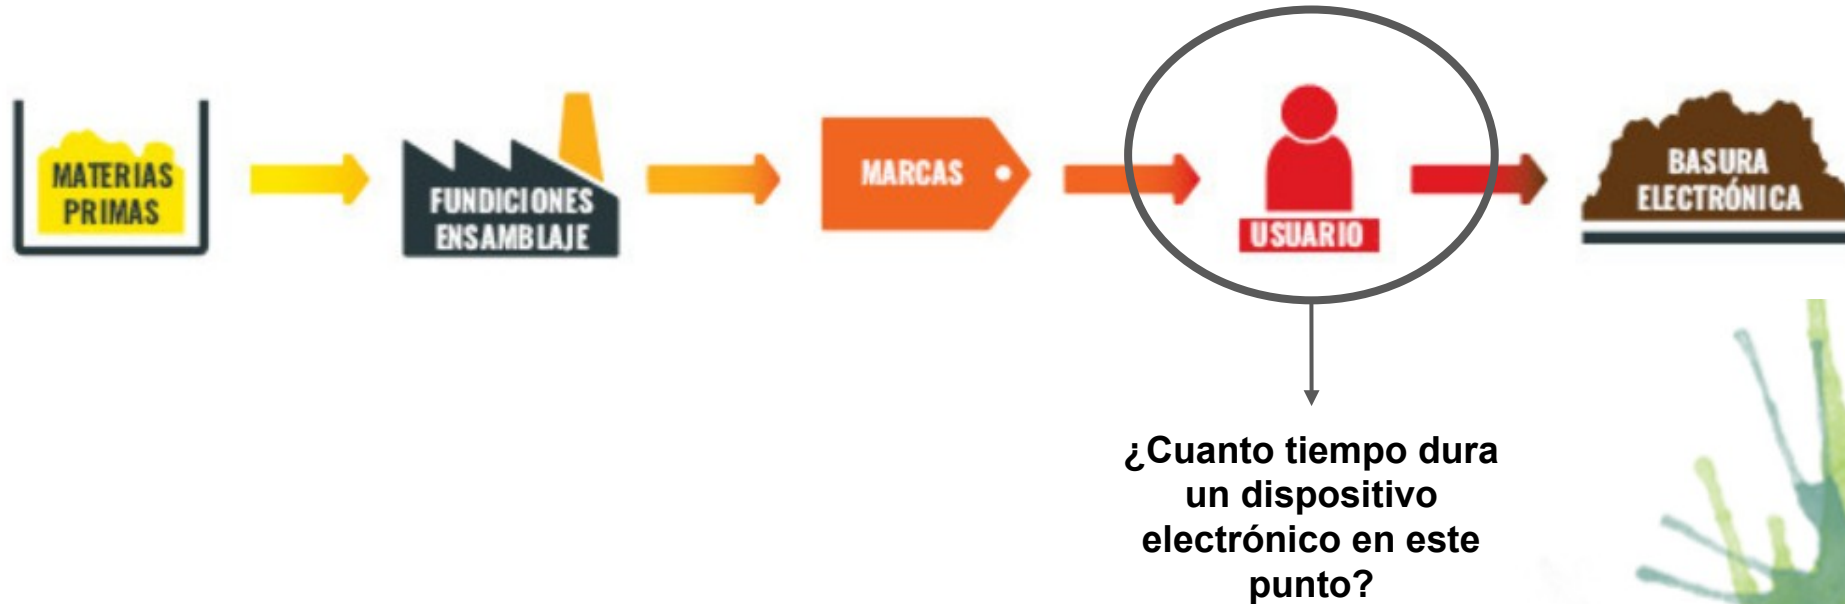 MATERIAS
PRIMAS
FUNDICIONES
ENSAMBLAJE
MARCAS
USUARIO
BASURA
ELECTRÓNICA
¿Cuanto tiempo dura
un dispositivo
electrónico en este
punto?